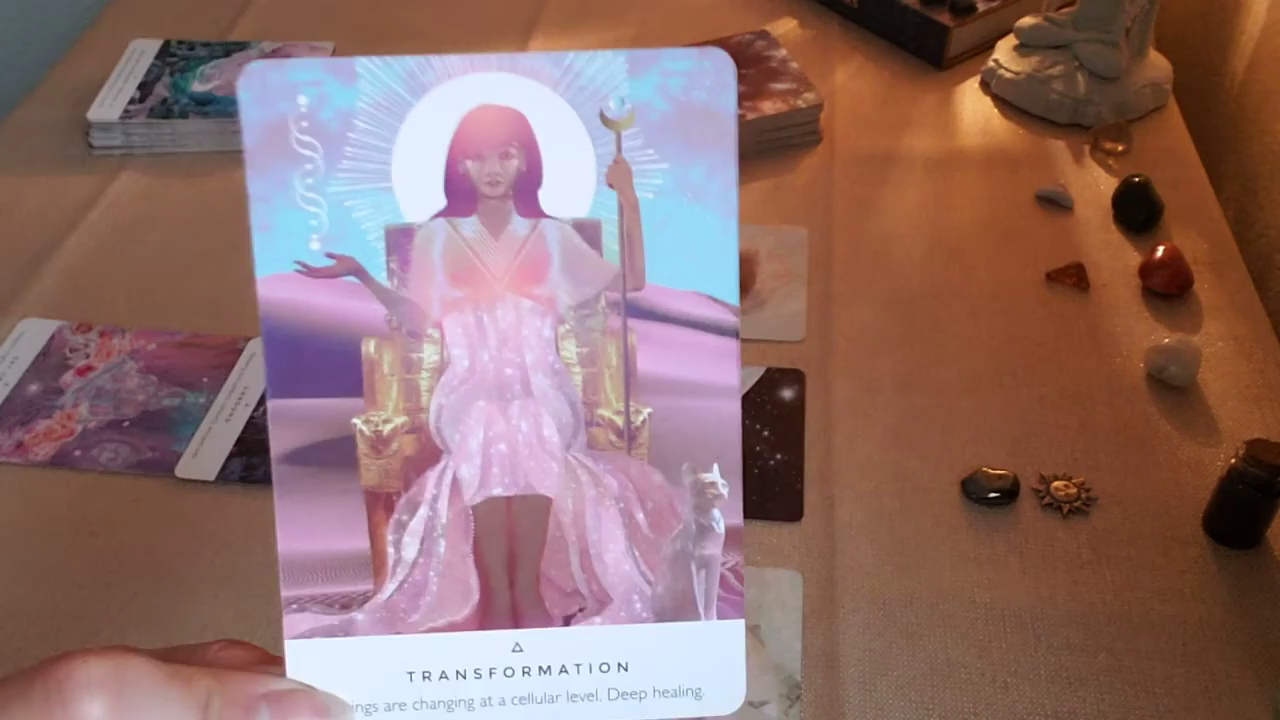 TRANSFORMATION
ings are changing at a cellular level. Deep healing.